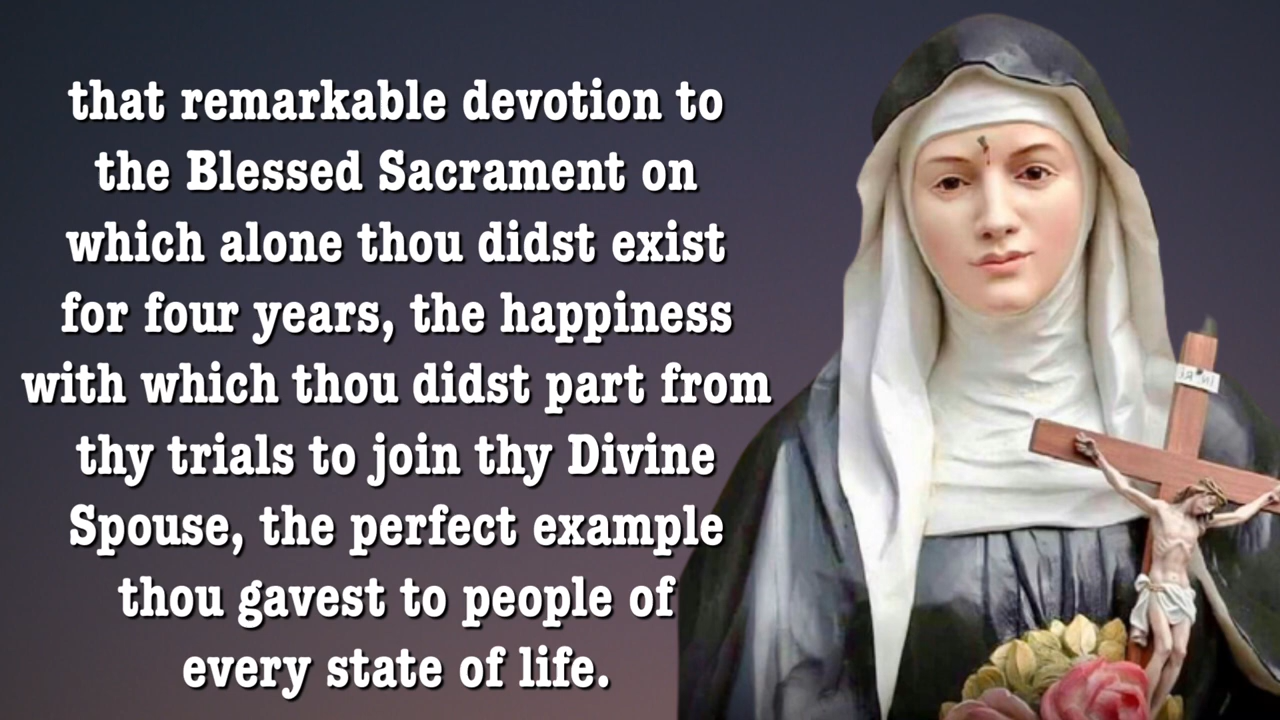 that remarkable devotion to
the Blessed Sacrament on
which alone thou didst exist
for four years, the happiness
with which thou didst part from
thy trials to join thy Divine
Spouse, the perfect example
thou gavest to people of
every state of life.